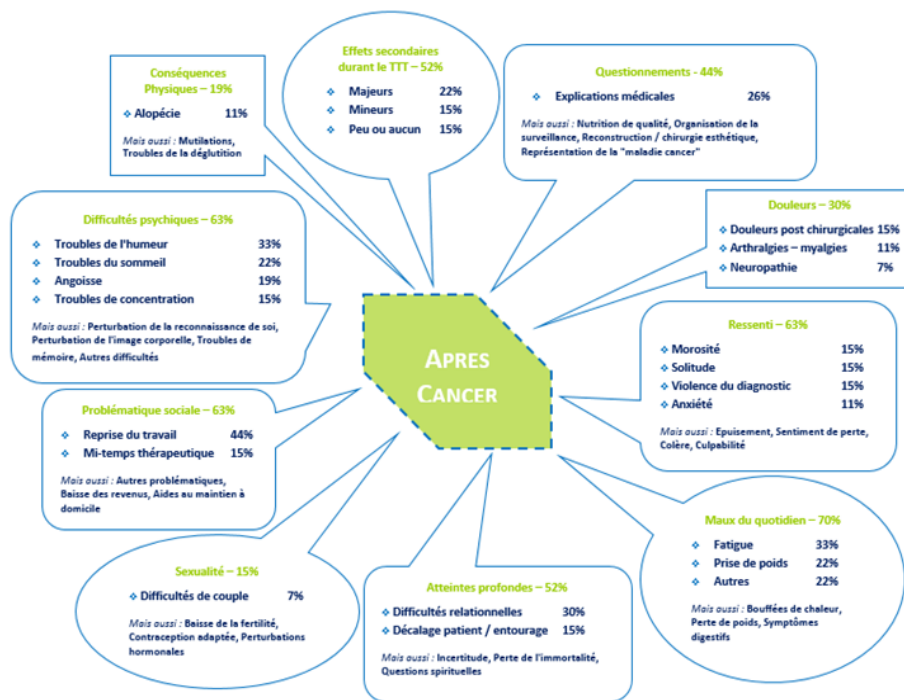 Effets secondaires
durant le TTT – 52%
❖ Majeurs 22%
❖ Mineurs 15%
❖ Peu ou aucun 15%
Conséquences
Physiques – 19%
❖ Alopécie 11%
Mais aussi : Mutilations,
Troubles de la déglutition
Questionnements - 44%
❖ Explications médicales 26%
Mais aussi : Nutrition de qualité, Organisation de la
surveillance, Reconstruction / chirurgie esthétique,
Représentation de la "maladie cancer"
Difficultés psychiques – 63%
❖ Troubles de l'humeur 33%
❖ Troubles du sommeil 22%
❖ Angoisse 19%
❖ Troubles de concentration 15%
Mais aussi : Perturbation de la reconnaissance de soi,
Perturbation de l'image corporelle, Troubles de
mémoire, Autres difficultés
Douleurs – 30%
❖ Douleurs post chirurgicales 15%
❖ Arthralgies – myalgies 11%
❖ Neuropathie 7%
APRES
CANCER
Ressenti – 63%
❖ Morosité 15%
❖ Solitude 15%
❖ Violence du diagnostic 15%
❖ Anxiété 11%
Mais aussi : Epuisement, Sentiment de perte,
Colère, Culpabilité
Problématique sociale – 63%
❖ Reprise du travail 44%
❖ Mi-temps thérapeutique 15%
Mais aussi : Autres problématiques,
Baisse des revenus, Aides au maintien à
domicile
Maux du quotidien – 70%
❖ Fatigue 33%
❖ Prise de poids 22%
❖ Autres 22%
Mais aussi : Bouffées de chaleur,
Perte de poids, Symptômes
digestifs
Sexualité – 15%
❖ Difficultés de couple 7%
Mais aussi : Baisse de la fertilité,
Contraception adaptée, Perturbations
hormonales
Atteintes profondes – 52%
❖ Difficultés relationnelles 30%
❖ Décalage patient / entourage 15%
Mais aussi : Incertitude, Perte de l'immortalité,
Questions spirituelles